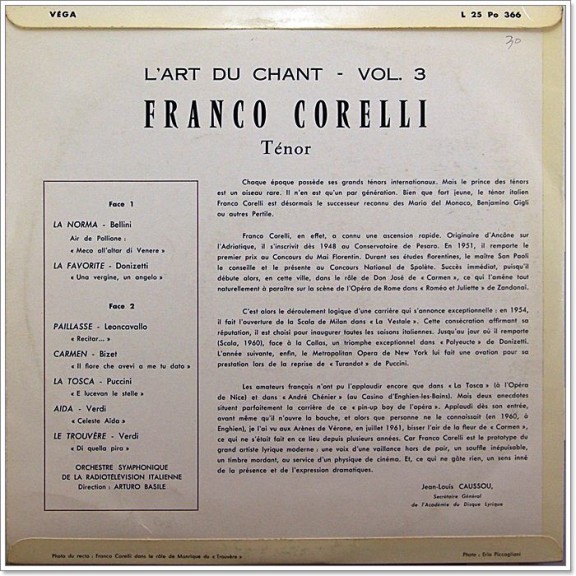 VÉGA
L 25 Po 366
30
L'ART DU CHANT - VOL. 3
FRANCO CORELLI
Ténor
Face 1
LA NORMA - Bellini
Air de Pollione :
« Meco all'altar di Venere »
LA FAVORITE - Donizetti
« Una vergine, un angelo »
Face 2
PAILLASSE - Leoncavallo
« Recitar... »
CARMEN - Bizet
« Il fiore che avevi a me tu dato »
LA TOSCA - Puccini
« E lucevan le stelle »
AIDA - Verdi
« Celeste Aïda »
LE TROUVÈRE - Verdi
« Di quella pira »
ORCHESTRE SYMPHONIQUE
DE LA RADIOTÉLÉVISION ITALIENNE
Direction : ARTURO BASILE
Chaque époque possède ses grands ténors internationaux. Mais le prince des ténors
est un oiseau rare. Il n'en est qu'un par génération. Bien que fort jeune, le ténor italien
Franco Corelli est désormais le successeur reconnu des Mario del Monaco, Benjamino Gigli
ou autres Pertile.
Franco Corelli, en effet, a connu une ascension rapide. Originaire d'Ancône sur
l'Adriatique, il s'inscrivit dès 1948 au Conservatoire de Pesaro. En 1951, il remporte le
premier prix au Concours du Mai Florentin. Durant ses études florentines, le maître San Paoli
le conseille et le présente au Concours National de Spolète. Succès immédiat, puisqu'il
débute alors, en cette ville, dans le rôle de Don José de « Carmen », ce qui l'amène tout
naturellement à paraître sur la scène de l'Opéra de Rome dans « Roméo et Juliette » de Zandonai.
C'est alors le déroulement logique d'une carrière qui s'annonce exceptionnelle : en 1954,
il fait l'ouverture de la Scala de Milan dans « La Vestale ». Cette consécration affirmant sa
réputation, il est choisi pour inaugurer toutes les saisons italiennes. Jusqu'au jour où il remporte
(Scala, 1960), face à la Callas, un triomphe exceptionnel dans « Polyeucte » de Donizetti.
L'année suivante, enfin, le Metropolitan Opera de New York lui fait une ovation pour sa
prestation lors de la reprise de « Turandot » de Puccini.
Les amateurs français n'ont pu l'applaudir encore que dans « La Tosca » (à l'Opéra
de Nice) et dans « André Chénier » (au Casino d'Enghien-les-Bains). Mais deux anecdotes
situent parfaitement la carrière de ce « pin-up boy de l'opéra ». Applaudi dès son entrée,
avant même qu'il n'ouvre la bouche, et alors que personne ne le connaissait (en 1960, à
Enghien), je l'ai vu aux Arènes de Vérone, en juillet 1961, bisser l'air de la fleur de « Carmen »,
ce qui ne s'était fait en ce lieu depuis plusieurs années. Car Franco Corelli est le prototype du
grand artiste lyrique moderne : une voix d'une vaillance hors de pair, un souffle inépuisable,
un timbre mordant, au service d'un physique de cinéma. Et, ce qui ne gâte rien, un sens inné
de la présence et de l'expression dramatiques.
Jean-Louis CAUSSOU,
Secrétaire Général
de l'Académie du Disque Lyrique
Photo du recto : Franco Corelli dans le rôle de Manrique du « Trouvère »
Photo : Erio Piccagliani